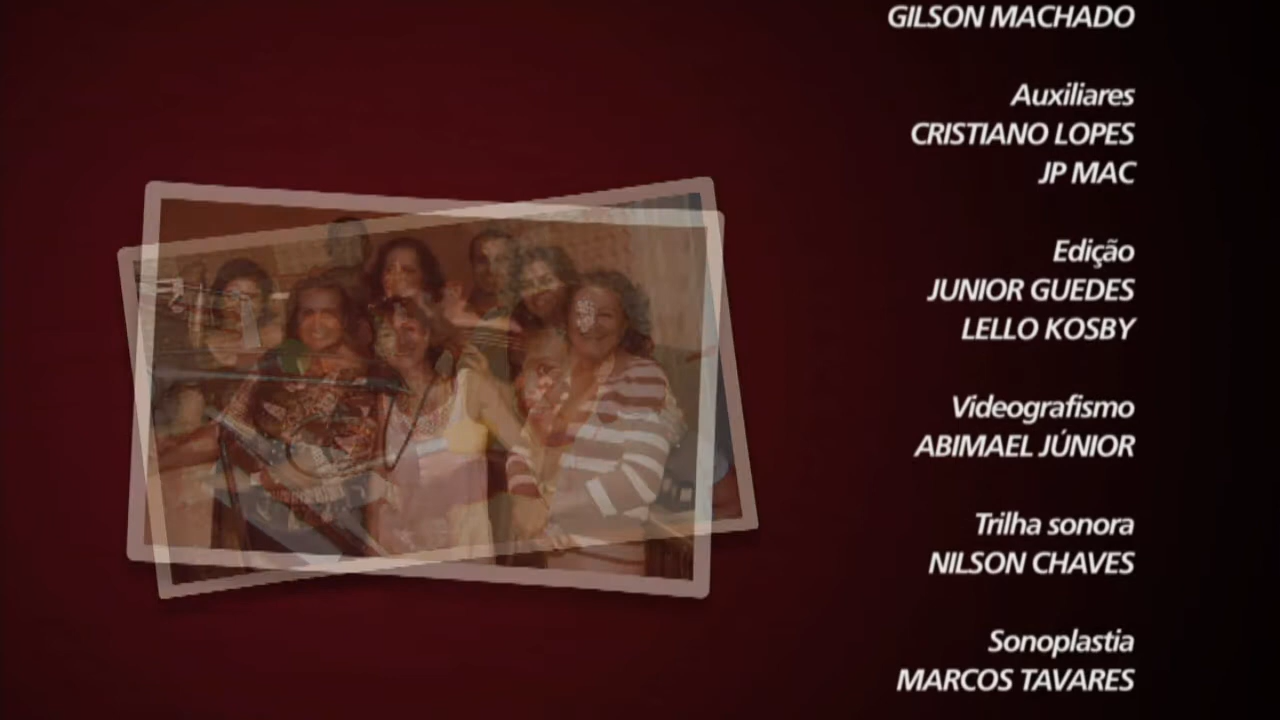 GILSON MACHADO
Auxiliares
CRISTIANO LOPES
JP MAC
Edição
JUNIOR GUEDES
LELLO KOSBY
Videografismo
ABIMAEL JÚNIOR
Trilha sonora
NILSON CHAVES
Sonoplastia
MARCOS TAVARES